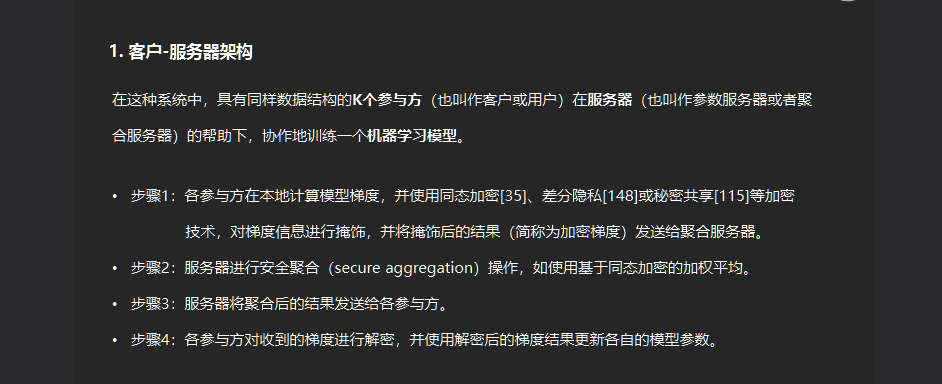 1. 客户-服务器架构
在这种系统中，具有同样数据结构的K个参与方（也叫作客户或用户）在服务器（也叫作参数服务器或者聚
合服务器）的帮助下，协作地训练一个机器学习模型。
• 步骤1：各参与方在本地计算模型梯度，并使用同态加密[35]、差分隐私[148]或秘密共享[115]等加密
技术，对梯度信息进行掩饰，并将掩饰后的结果（简称为加密梯度）发送给聚合服务器。
• 步骤2：服务器进行安全聚合（secure aggregation）操作，如使用基于同态加密的加权平均。
• 步骤3：服务器将聚合后的结果发送给各参与方。
• 步骤4：各参与方对收到的梯度进行解密，并使用解密后的梯度结果更新各自的模型参数。